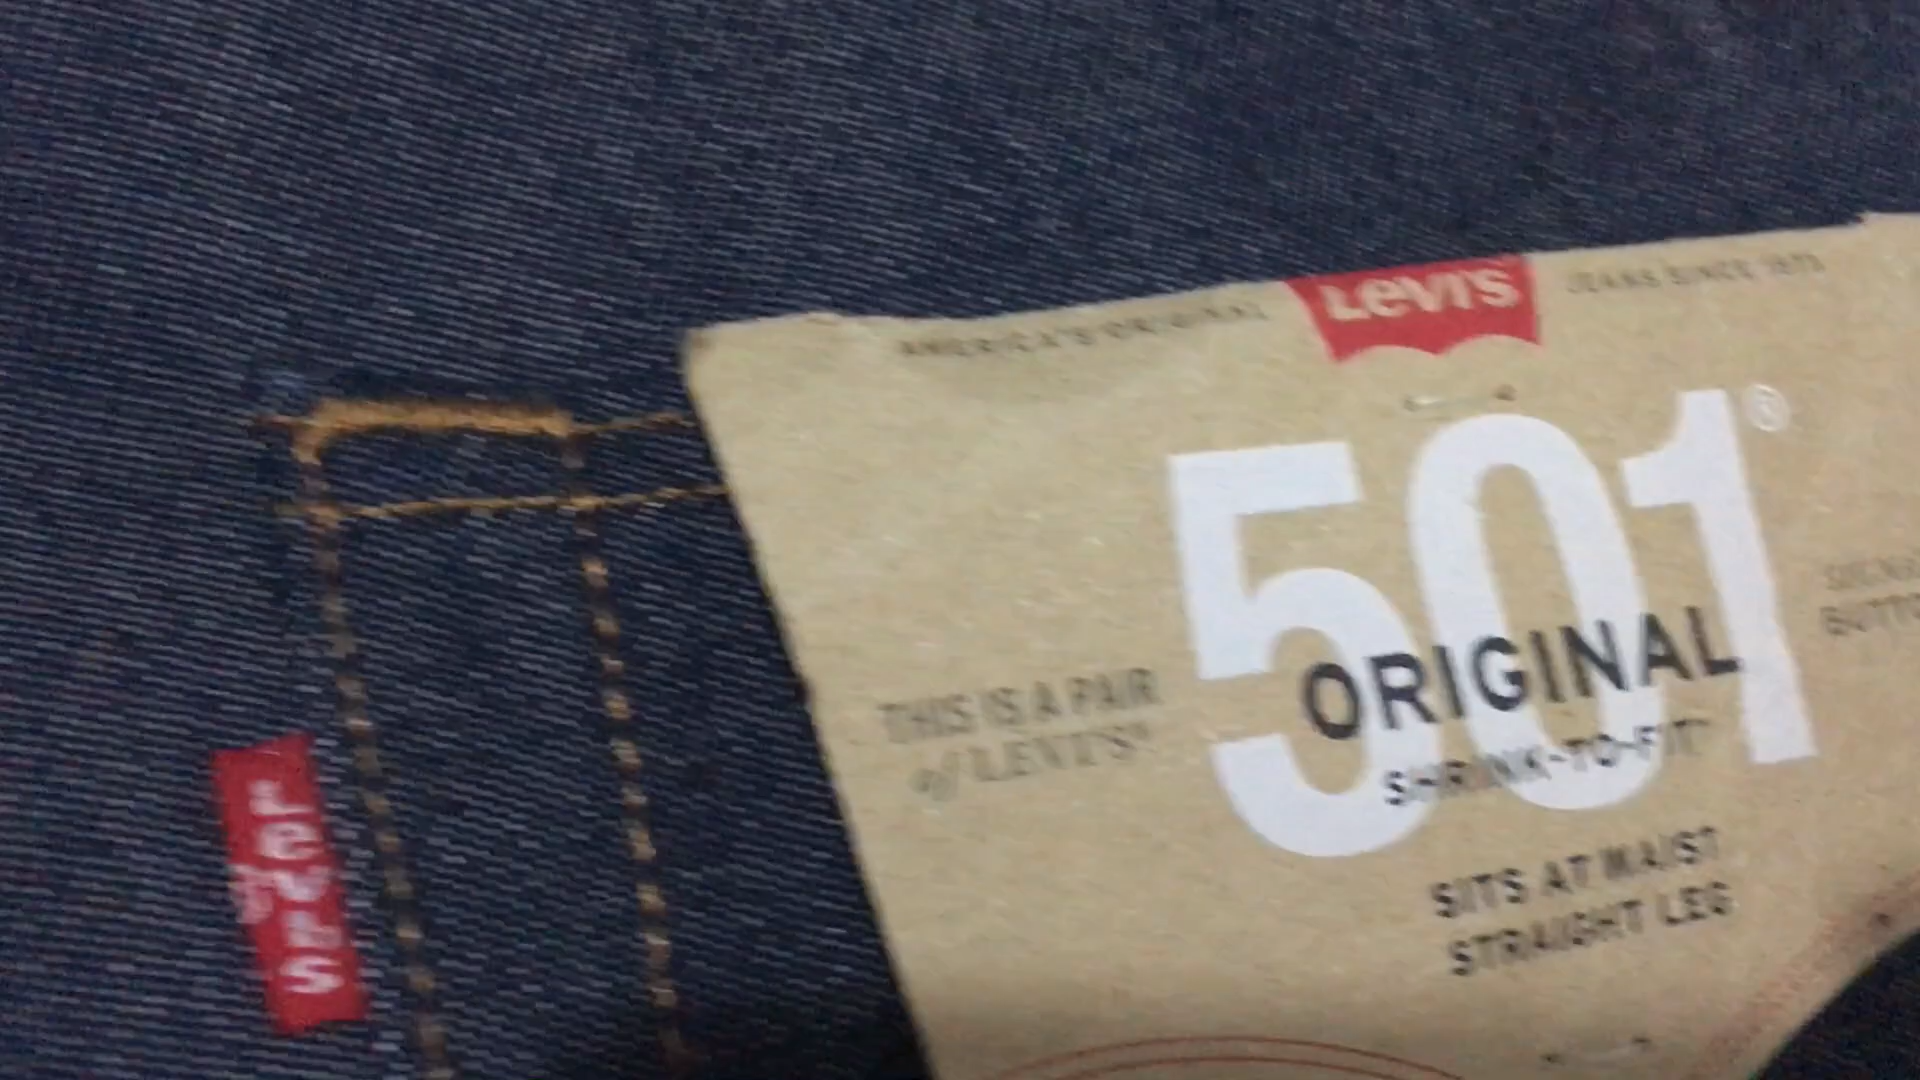 AMERICA'S ORIGINAL
LEVI'S
JEANS SINCE 1873
501®
ORIGINAL
SHRINK-TO-FIT™
THIS IS A PAIR
of LEVI'S®
BUTTO
SITS AT WAIST
STRAIGHT LEG
LEVI'S